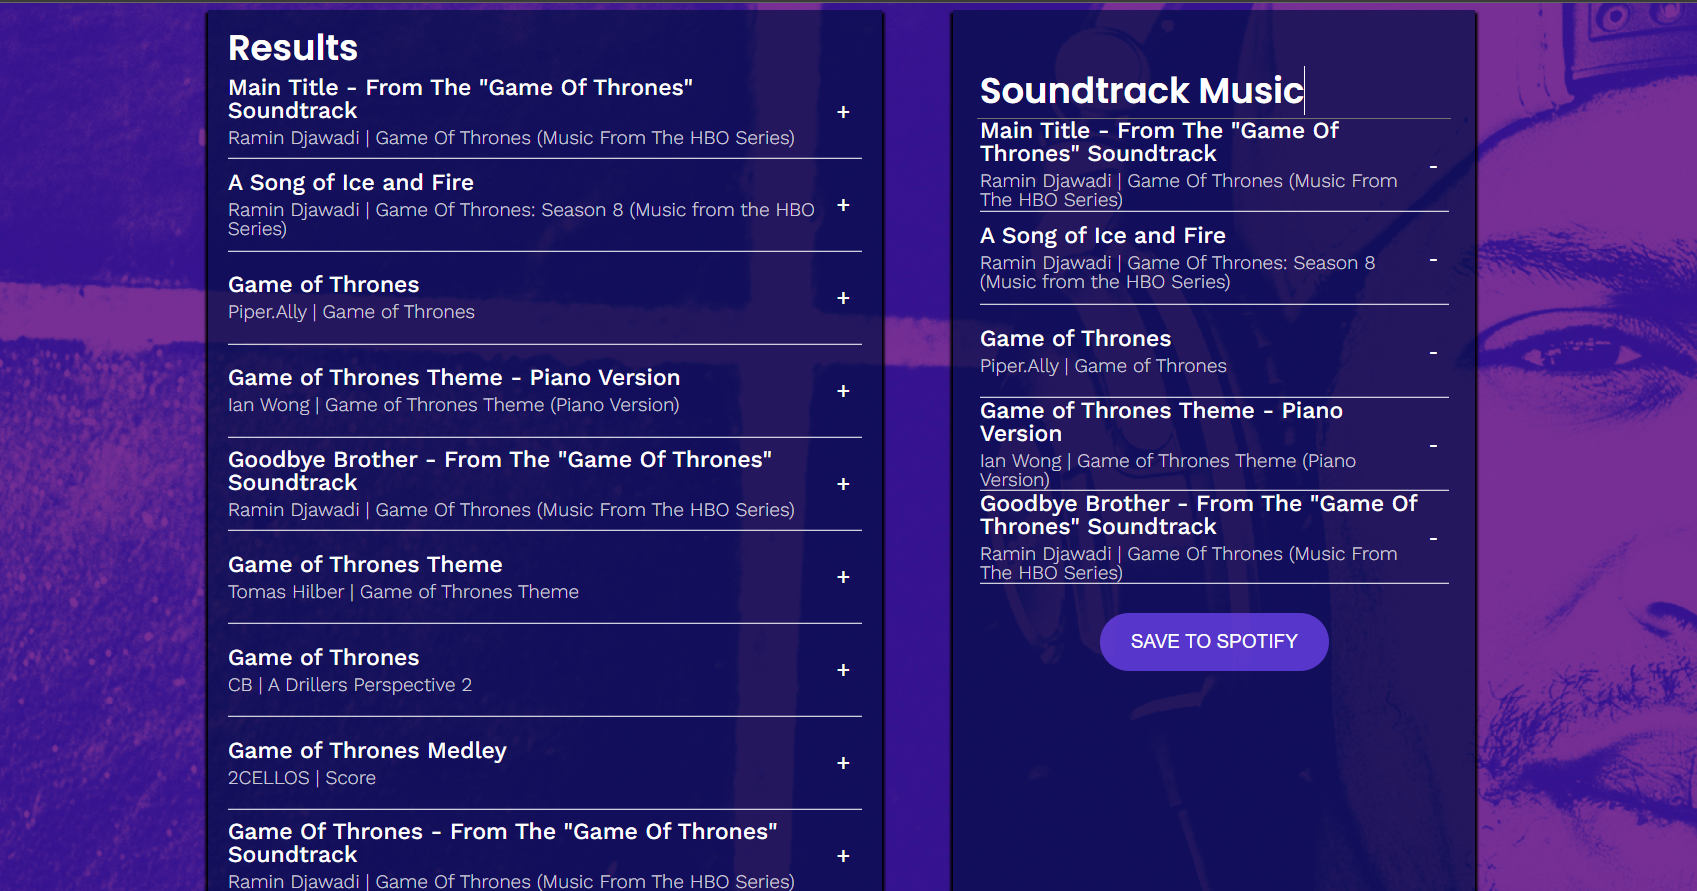 Results
Main Title - From The "Game Of Thrones"
Soundtrack
+
Ramin Djawadi | Game Of Thrones (Music From The HBO Series)
A Song of Ice and Fire
+
Ramin Djawadi | Game Of Thrones: Season 8 (Music from the HBO
Series)
Game of Thrones
+
Piper.Ally | Game of Thrones
Game of Thrones Theme - Piano Version
+
Ian Wong | Game of Thrones Theme (Piano Version)
Goodbye Brother - From The "Game Of Thrones"
Soundtrack
+
Ramin Djawadi | Game Of Thrones (Music From The HBO Series)
Game of Thrones Theme
+
Tomas Hilber | Game of Thrones Theme
Game of Thrones
+
CB | A Drillers Perspective 2
Game of Thrones Medley
+
2CELLOS | Score
Game Of Thrones - From The "Game Of Thrones"
Soundtrack
+
Ramin Djawadi | Game Of Thrones (Music From The HBO Series)
Soundtrack Music
Main Title - From The "Game Of
Thrones" Soundtrack
-
Ramin Djawadi | Game Of Thrones (Music From
The HBO Series)
A Song of Ice and Fire
-
Ramin Djawadi | Game Of Thrones: Season 8
(Music from the HBO Series)
Game of Thrones
-
Piper.Ally | Game of Thrones
Game of Thrones Theme - Piano
Version
-
Ian Wong | Game of Thrones Theme (Piano
Version)
Goodbye Brother - From The "Game Of
Thrones" Soundtrack
-
Ramin Djawadi | Game Of Thrones (Music From
The HBO Series)
SAVE TO SPOTIFY